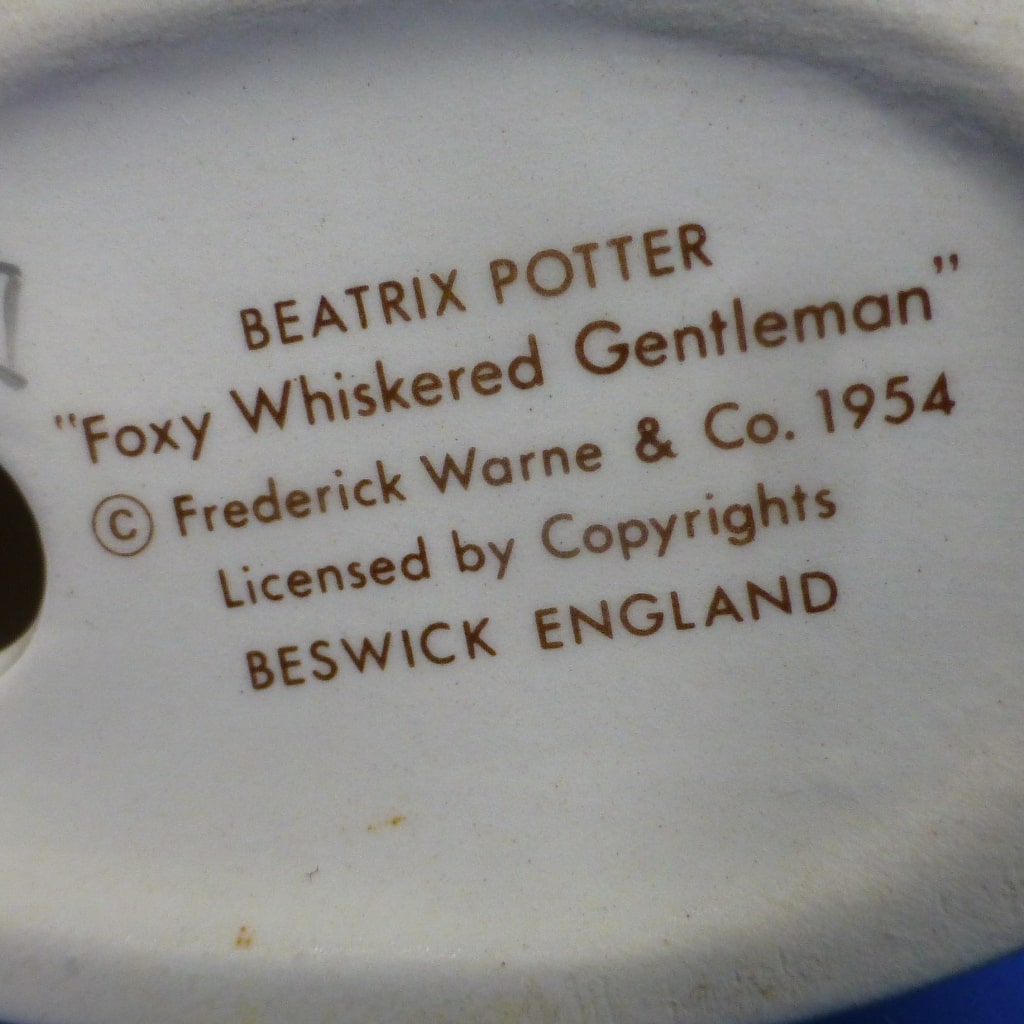 BEATRIX POTTER
"Foxy Whiskered Gentleman"
© Frederick Warne & Co. 1954
Licensed by Copyrights
BESWICK ENGLAND